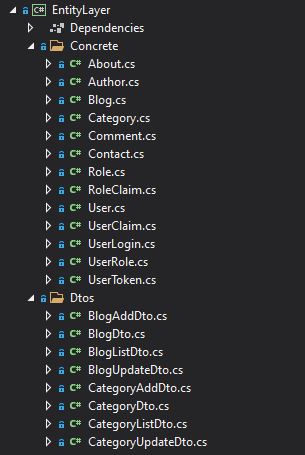 C# EntityLayer
Dependencies
Concrete
C# About.cs
C# Author.cs
C# Blog.cs
C# Category.cs
C# Comment.cs
C# Contact.cs
C# Role.cs
C# RoleClaim.cs
C# User.cs
C# UserClaim.cs
C# UserLogin.cs
C# UserRole.cs
C# UserToken.cs
Dtos
C# BlogAddDto.cs
C# BlogDto.cs
C# BlogListDto.cs
C# BlogUpdateDto.cs
C# CategoryAddDto.cs
C# CategoryDto.cs
C# CategoryListDto.cs
C# CategoryUpdateDto.cs